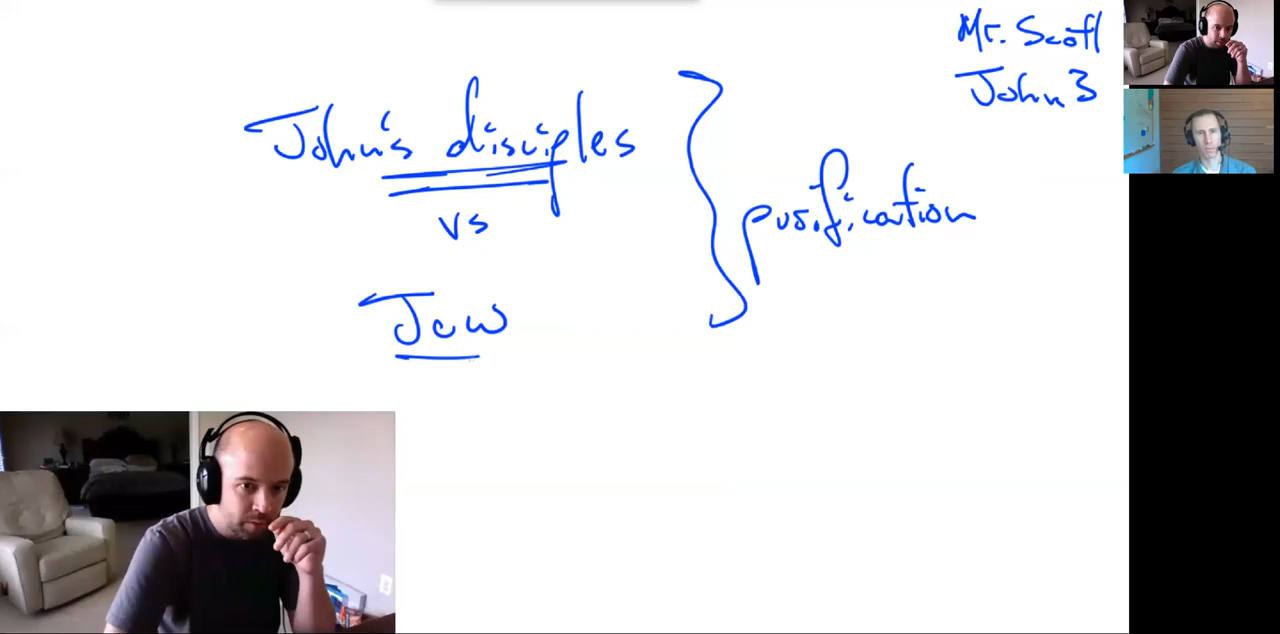 Mr. Scott
John 3
John's disciples
vs
Jew
purification